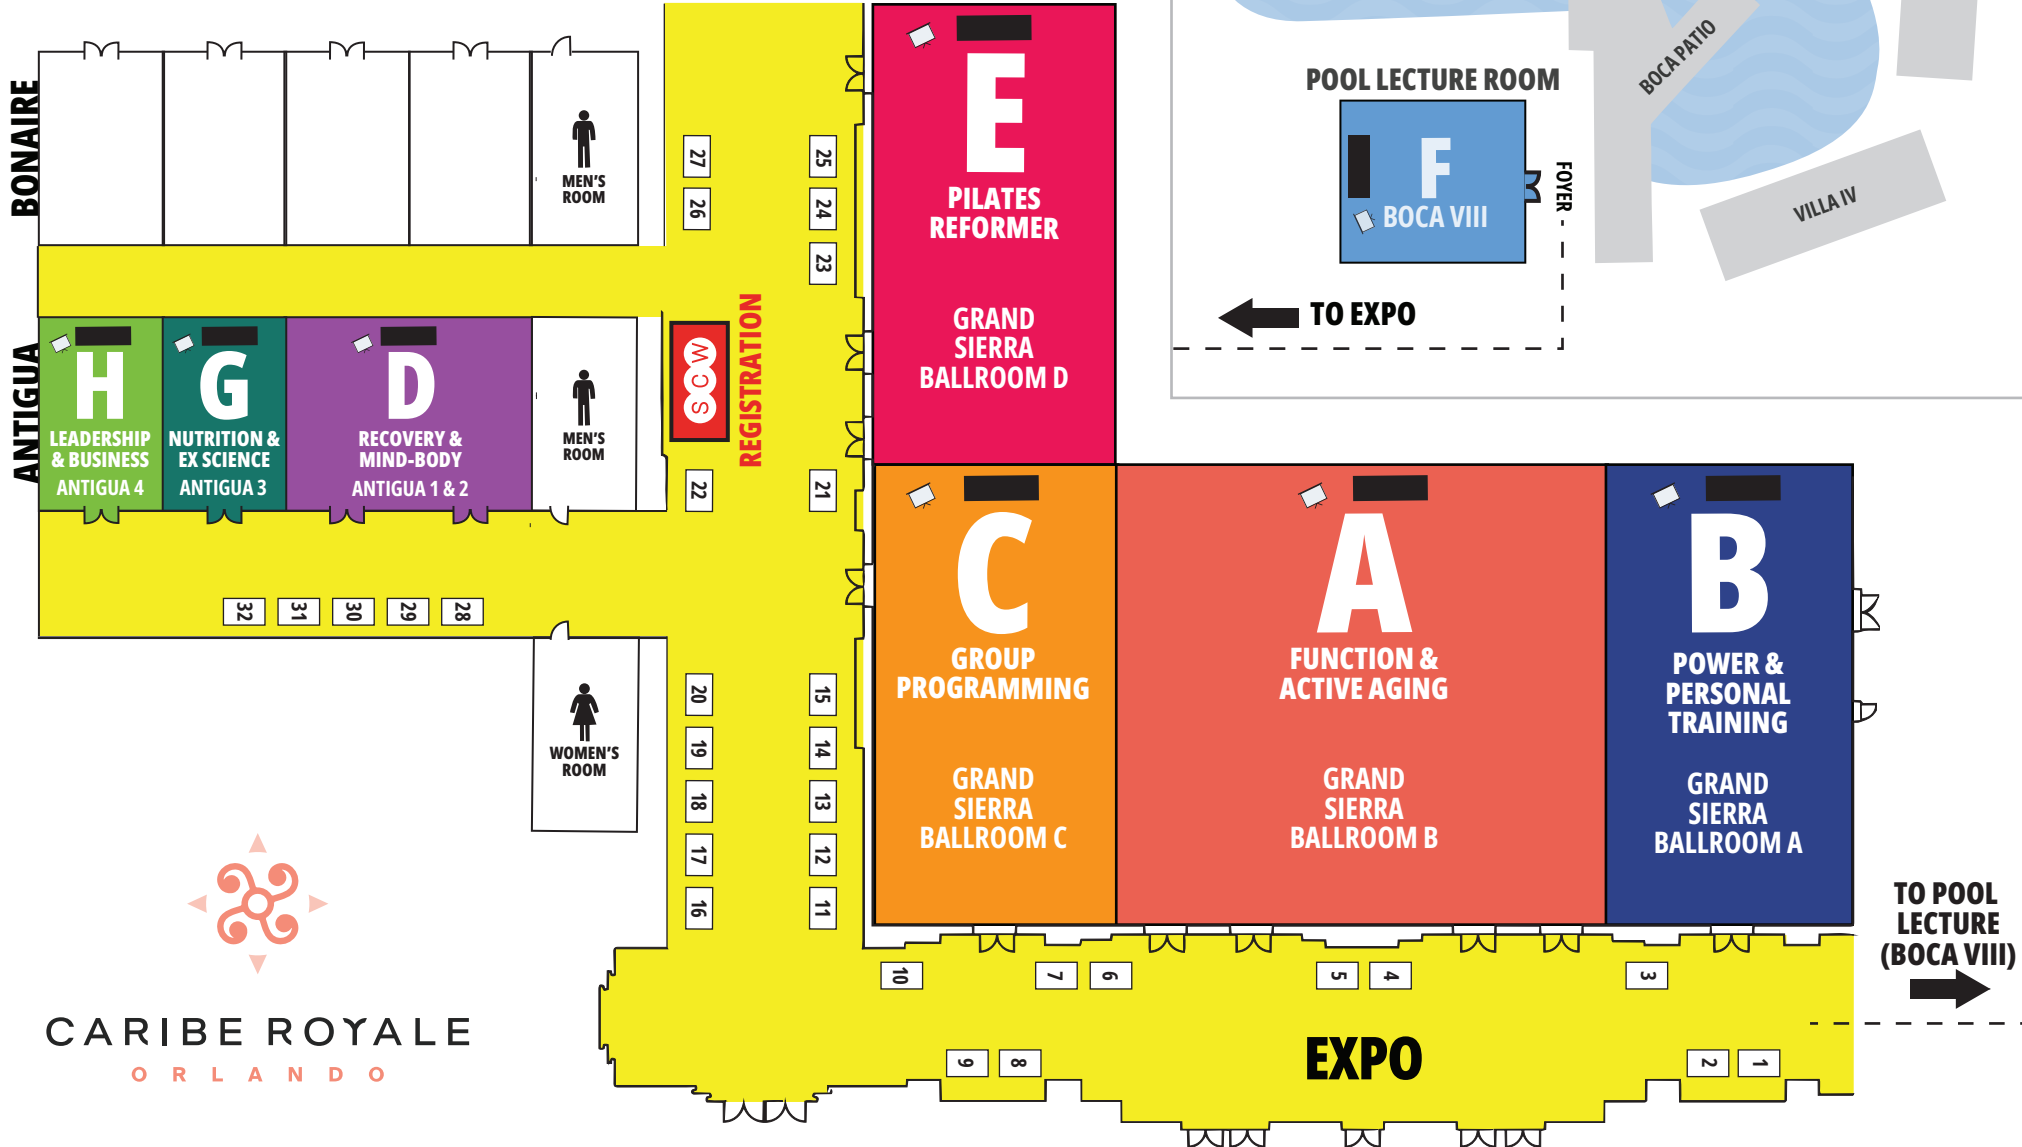 BONAIRE
MEN'S
ROOM
27
26
25
24
23
E
PILATES
REFORMER
GRAND
SIERRA
BALLROOM D
POOL LECTURE ROOM
F
BOCA VIII
FOYER
TO EXPO
BOCA PATIO
VILLA IV
ANTIGUA
H
LEADERSHIP
& BUSINESS
ANTIGUA 4
G
NUTRITION &
EX SCIENCE
ANTIGUA 3
D
RECOVERY &
MIND-BODY
ANTIGUA 1 & 2
MEN'S
ROOM
SCW
REGISTRATION
22
21
32
31
30
29
28
WOMEN'S
ROOM
20
19
18
17
16
15
14
13
12
11
C
GROUP
PROGRAMMING
GRAND
SIERRA
BALLROOM C
A
FUNCTION &
ACTIVE AGING
GRAND
SIERRA
BALLROOM B
B
POWER &
PERSONAL
TRAINING
GRAND
SIERRA
BALLROOM A
TO POOL
LECTURE
(BOCA VIII)
10
7
6
5
4
3
9
8
EXPO
2
1
CARIBE ROYALE
ORLANDO